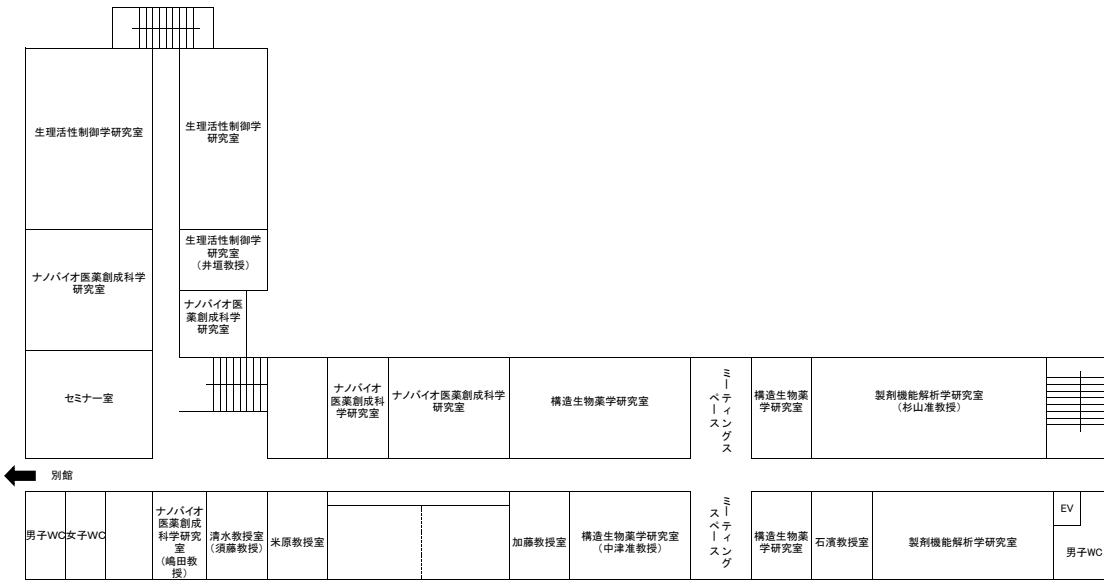 生理活性制御学研究室
生理活性制御学
研究室
生理活性制御学
研究室
（井垣教授）
ナノバイオ医薬創成科学
研究室
ナノバイオ医
薬創成科学
研究室
セミナー室
ナノバイオ
医薬創成科
学研究室
ナノバイオ医薬創成科学
研究室
構造生物薬学研究室
ミーティングス
ペース
構造生物薬
学研究室
製剤機能解析学研究室
（杉山准教授）
別館
男子WC
女子WC
ナノバイオ
医薬創成
科学研究
室
（嶋田教
授）
清水教授室
（須藤教授）
米原教授室
加藤教授室
構造生物薬学研究室
（中津准教授）
ミーティング
スペース
構造生物薬
学研究室
石濱教授室
製剤機能解析学研究室
EV
男子WC